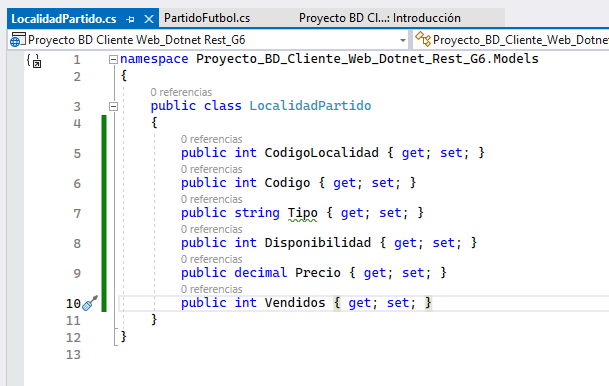 LocalidadPartido.cs PartidoFutbol.cs Proyecto BD Cl...: Introducción
Proyecto BD Cliente Web_Dotnet Rest_G6 Proyecto_BD_Cliente_Web_Dotne
1 namespace Proyecto_BD_Cliente_Web_Dotnet_Rest_G6.Models
2 {
0 referencias
3 public class LocalidadPartido
4 {
0 referencias
5 public int CodigoLocalidad { get; set; }
0 referencias
6 public int Codigo { get; set; }
0 referencias
7 public string Tipo { get; set; }
0 referencias
8 public int Disponibilidad { get; set; }
0 referencias
9 public decimal Precio { get; set; }
0 referencias
10 public int Vendidos { get; set; }
11 }
12 }
13